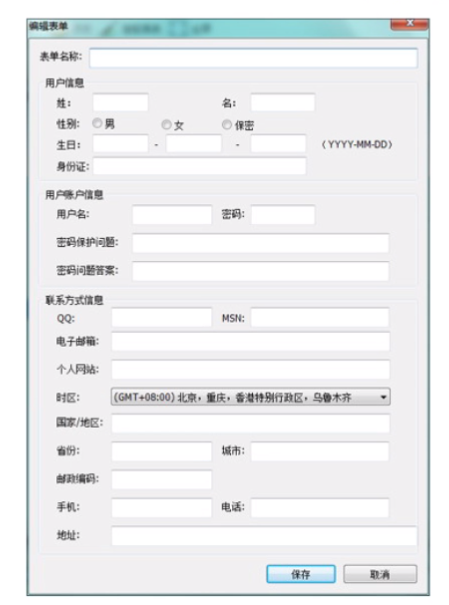 编辑表单
表单名称:
用户信息
姓: 名:
性别: 男 女 保密
生日: - - (YYYY-MM-DD)
身份证:
用户帐户信息
用户名: 密码:
密码保护问题:
密码问题答案:
联系方式信息
QQ: MSN:
电子邮箱:
个人网站:
时区: (GMT+08:00) 北京，重庆，香港特别行政区，乌鲁木齐
国家/地区:
省份: 城市:
邮政编码:
手机: 电话:
地址:
保存 取消